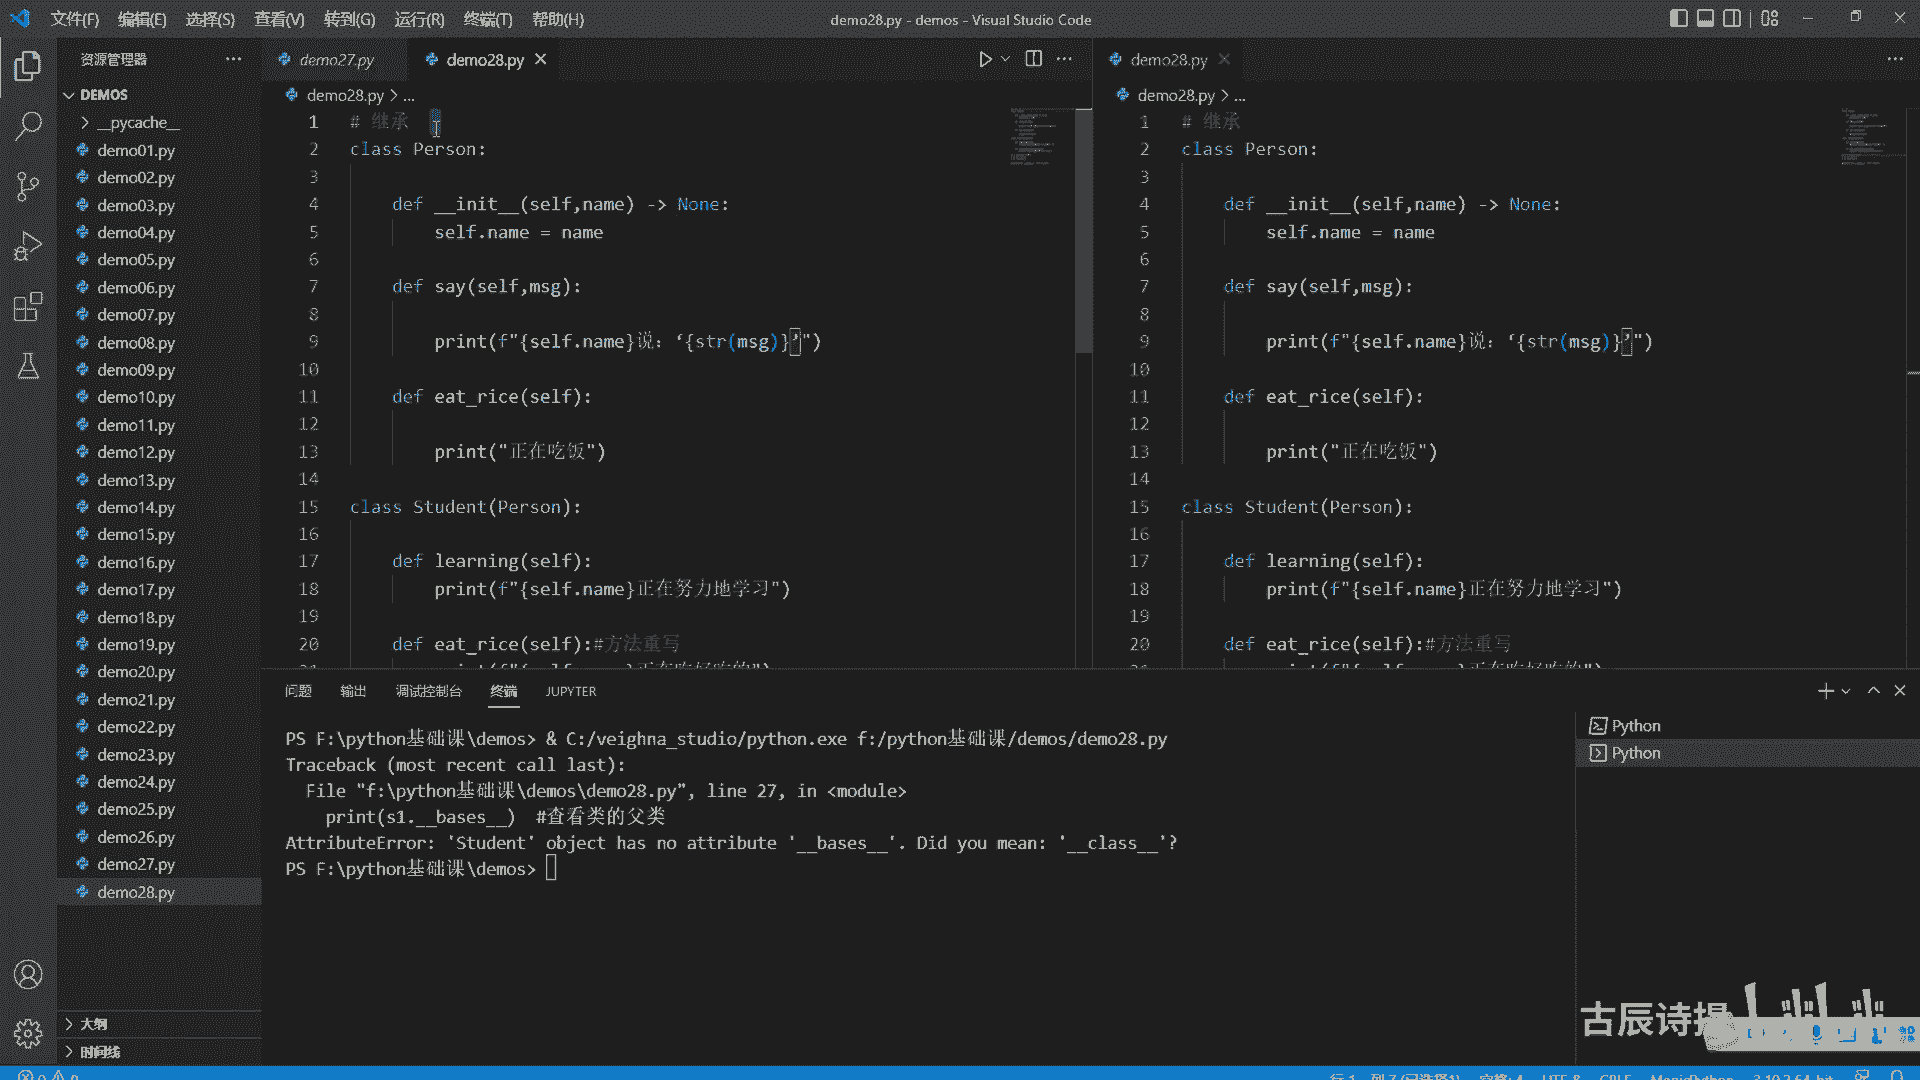 文件(F) 编辑(E) 选择(S) 查看(V) 转到(G) 运行(R) 终端(T) 帮助(H)
demo28.py - demos - Visual Studio Code
资源管理器
DEMOS
__pycache__
demo01.py
demo02.py
demo03.py
demo04.py
demo05.py
demo06.py
demo07.py
demo08.py
demo09.py
demo10.py
demo11.py
demo12.py
demo13.py
demo14.py
demo15.py
demo16.py
demo17.py
demo18.py
demo19.py
demo20.py
demo21.py
demo22.py
demo23.py
demo24.py
demo25.py
demo26.py
demo27.py
demo28.py
大纲
时间线
demo27.py demo28.py
demo28.py > ...
1 # 继承
2 class Person:
3
4 def __init__(self,name) -> None:
5 self.name = name
6
7 def say(self,msg):
8
9 print(f"{self.name}说：‘{str(msg)}’")
10
11 def eat_rice(self):
12
13 print("正在吃饭")
14
15 class Student(Person):
16
17 def learning(self):
18 print(f"{self.name}正在努力地学习")
19
20 def eat_rice(self):#方法重写
demo28.py
demo28.py > ...
1 # 继承
2 class Person:
3
4 def __init__(self,name) -> None:
5 self.name = name
6
7 def say(self,msg):
8
9 print(f"{self.name}说：‘{str(msg)}’")
10
11 def eat_rice(self):
12
13 print("正在吃饭")
14
15 class Student(Person):
16
17 def learning(self):
18 print(f"{self.name}正在努力地学习")
19
20 def eat_rice(self):#方法重写
问题 输出 调试控制台 终端 JUPYTER
PS F:\python基础课\demos> & C:/veighna_studio/python.exe f:/python基础课/demos/demo28.py
Traceback (most recent call last):
File "f:\python基础课\demos\demo28.py", line 27, in <module>
print(s1.__bases__) #查看类的父类
AttributeError: 'Student' object has no attribute '__bases__'. Did you mean: '__class__'?
PS F:\python基础课\demos>
Python
Python
古辰诗提